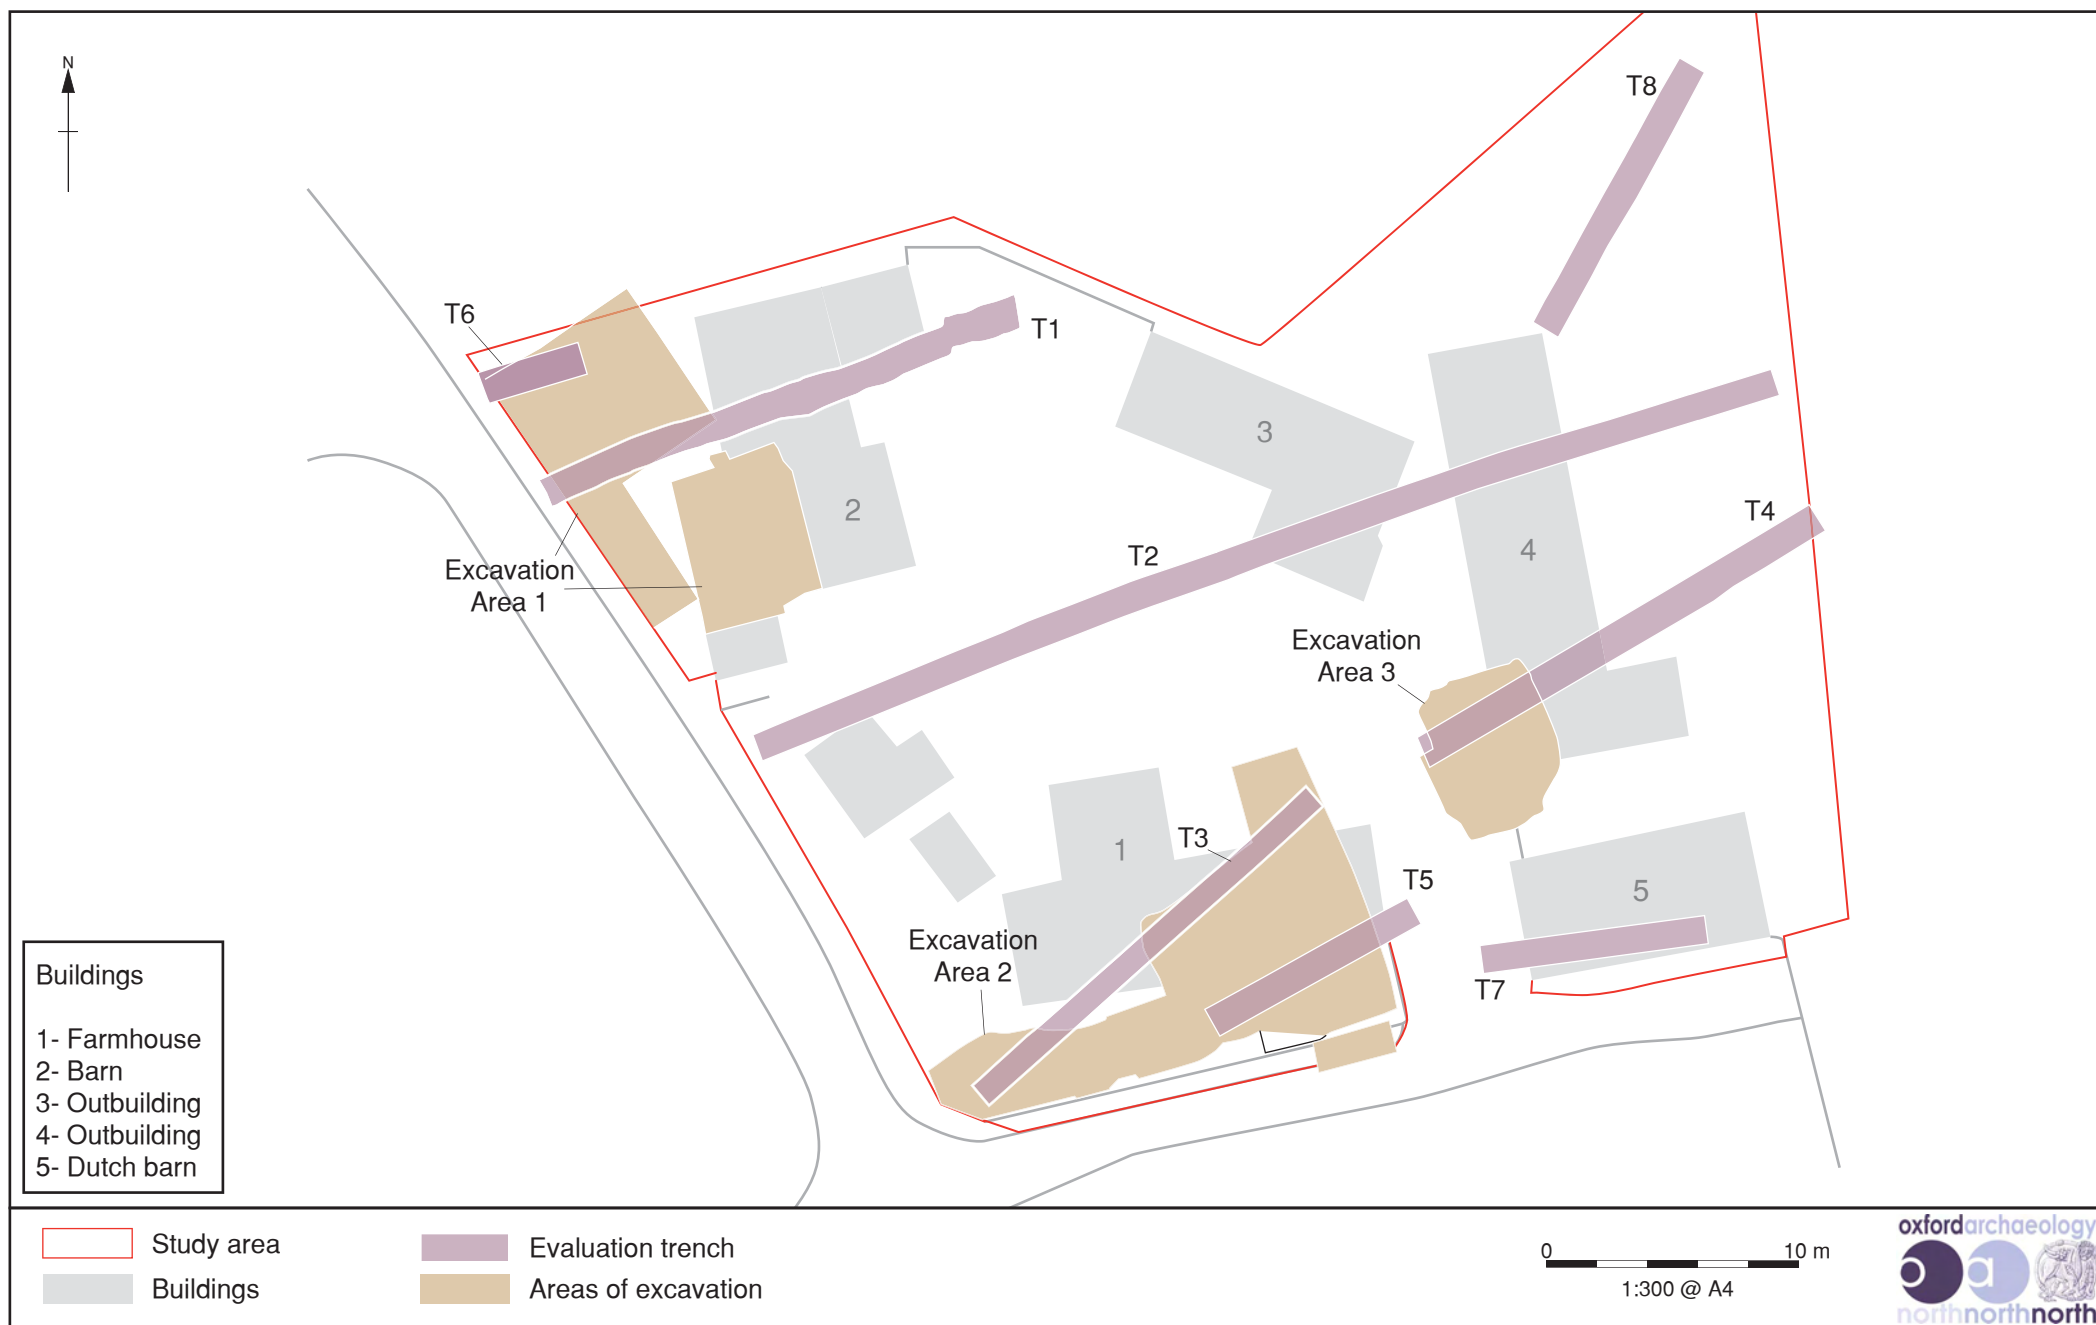 N
T8
T6
T1
3
T4
2
T2
4
Excavation
Area 1
Excavation
Area 3
T3
1
T5
5
Excavation
Area 2
T7
Buildings
1- Farmhouse
2- Barn
3- Outbuilding
4- Outbuilding
5- Dutch barn
Study area
Buildings
Evaluation trench
Areas of excavation
0 10 m
1:300 @ A4
oxfordarchaeology
a
northnorthnorth